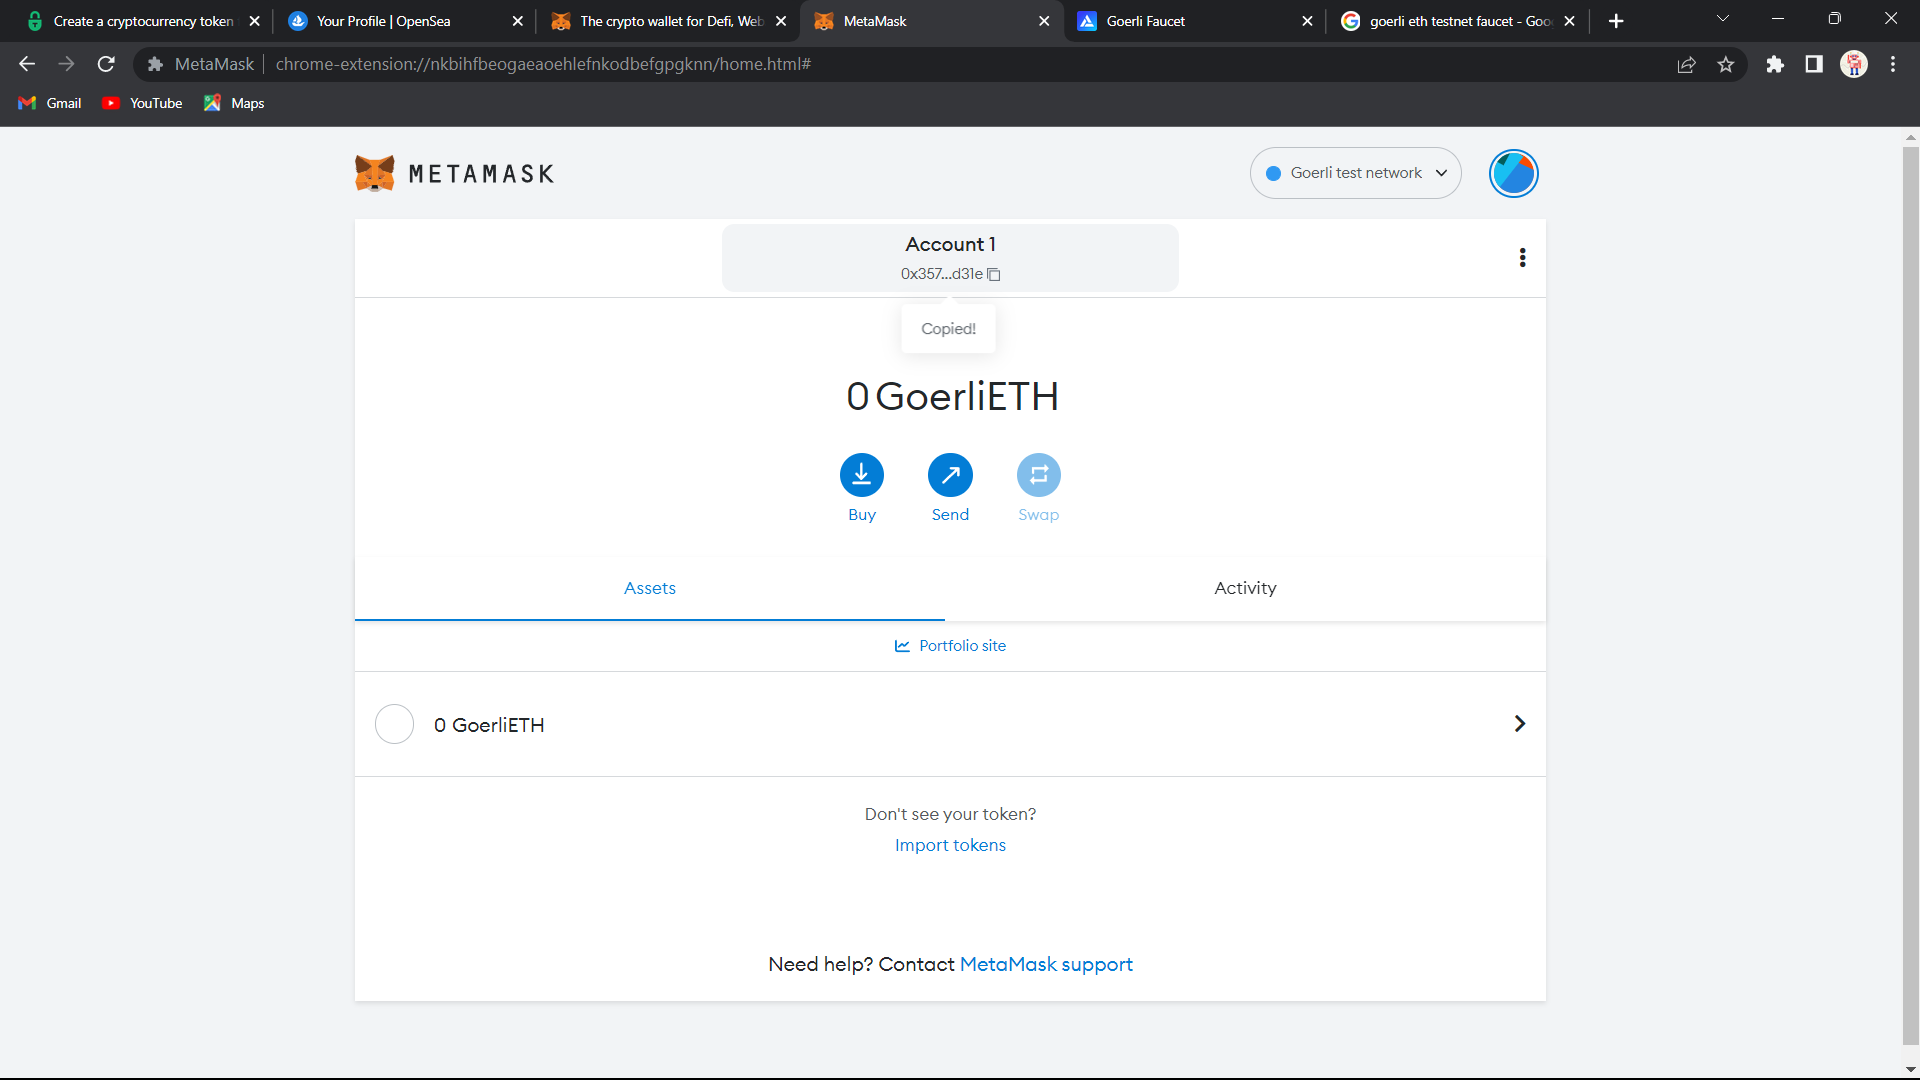 Create a cryptocurrency token
Your Profile | OpenSea
The crypto wallet for Defi, Web
MetaMask
Goerli Faucet
goerli eth testnet faucet - Goo
MetaMask
chrome-extension://nkbihfbeogaeaoehlefnkodbefgpgknn/home.html#
Gmail
YouTube
Maps
METAMASK
Goerli test network
Account 1
0x357...d31e
Copied!
0 GoerliETH
Buy
Send
Swap
Assets
Activity
Portfolio site
0 GoerliETH
Don't see your token?
Import tokens
Need help? Contact MetaMask support